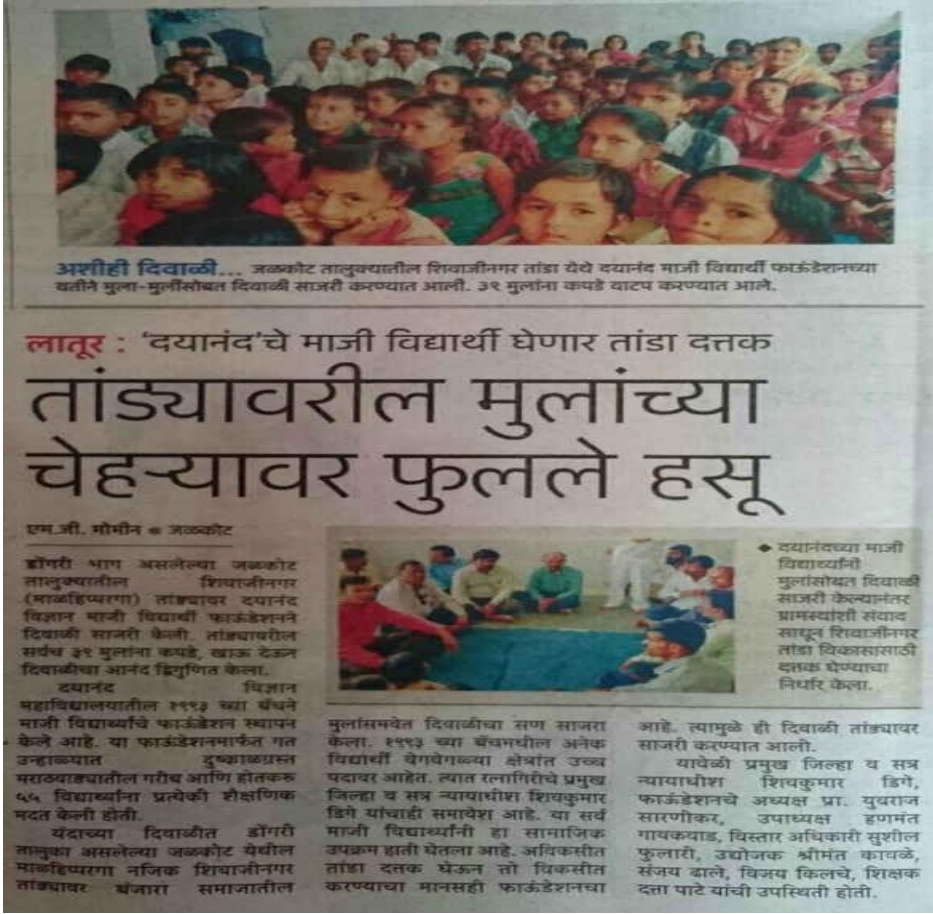 अशीही दिवाळी... जळकोट तालुक्यातील शिवाजीनगर तांडा येथे दयानंद माजी विद्यार्थी फाऊंडेशनच्या
वतीने मुला-मुलींसोबत दिवाळी साजरी करण्यात आली. ३९ मुलांना कपडे वाटप करण्यात आले.
लातूर : 'दयानंद'चे माजी विद्यार्थी घेणार तांडा दत्तक
तांड्यावरील मुलांच्या
चेहऱ्यावर फुलले हसू
एम.जी. मोमीन ● जळकोट
डोंगरी भाग असलेल्या जळकोट
तालुक्यातील शिवाजीनगर
(माळहिप्परगा) तांड्यावर दयानंद
विज्ञान माजी विद्यार्थी फाऊंडेशनने
दिवाळी साजरी केली. तांड्यावरील
सर्वच ३९ मुलांना कपडे, खाऊ देऊन
दिवाळीचा आनंद द्विगुणित केला.
दयानंद विज्ञान
महाविद्यालयातील १९९३ च्या बॅचने
माजी विद्यार्थ्यांचे फाऊंडेशन स्थापन
केले आहे. या फाऊंडेशनमार्फत गत
उन्हाळ्यात दुष्काळग्रस्त
मराठवाड्यातील गरीब आणि होतकरू
५५ विद्यार्थ्यांना प्रत्येकी शैक्षणिक
मदत केली होती.
यंदाच्या दिवाळीत डोंगरी
तालुका असलेल्या जळकोट येथील
माळहिप्परगा नजिक शिवाजीनगर
तांड्यावर बंजारा समाजातील
◆ दयानंदच्या माजी
विद्यार्थ्यांनी
मुलांसोबत दिवाळी
साजरी केल्यानंतर
ग्रामस्थांशी संवाद
साधून शिवाजीनगर
तांडा विकासासाठी
दत्तक घेण्याचा
निर्धार केला.
मुलांसमवेत दिवाळीचा सण साजरा
केला. १९९३ च्या बॅचमधील अनेक
विद्यार्थी वेगवेगळ्या क्षेत्रांत उच्च
पदावर आहेत. त्यात रत्नागिरीचे प्रमुख
जिल्हा व सत्र न्यायाधीश शिवकुमार
डिगे यांचाही समावेश आहे. या सर्व
माजी विद्यार्थ्यांनी हा सामाजिक
उपक्रम हाती घेतला आहे. अविकसीत
तांडा दत्तक घेऊन तो विकसीत
करण्याचा मानसही फाऊंडेशनचा
आहे. त्यामुळे ही दिवाळी तांड्यावर
साजरी करण्यात आली.
यावेळी प्रमुख जिल्हा व सत्र
न्यायाधीश शिवकुमार डिगे,
फाऊंडेशनचे अध्यक्ष प्रा. युवराज
सारणीकर, उपाध्यक्ष हणमंत
गायकवाड, विस्तार अधिकारी सुशील
फुलारी, उद्योजक श्रीमंत कावळे,
संजय ढाले, विजय किलचे, शिक्षक
दत्ता पाटे यांची उपस्थिती होती.